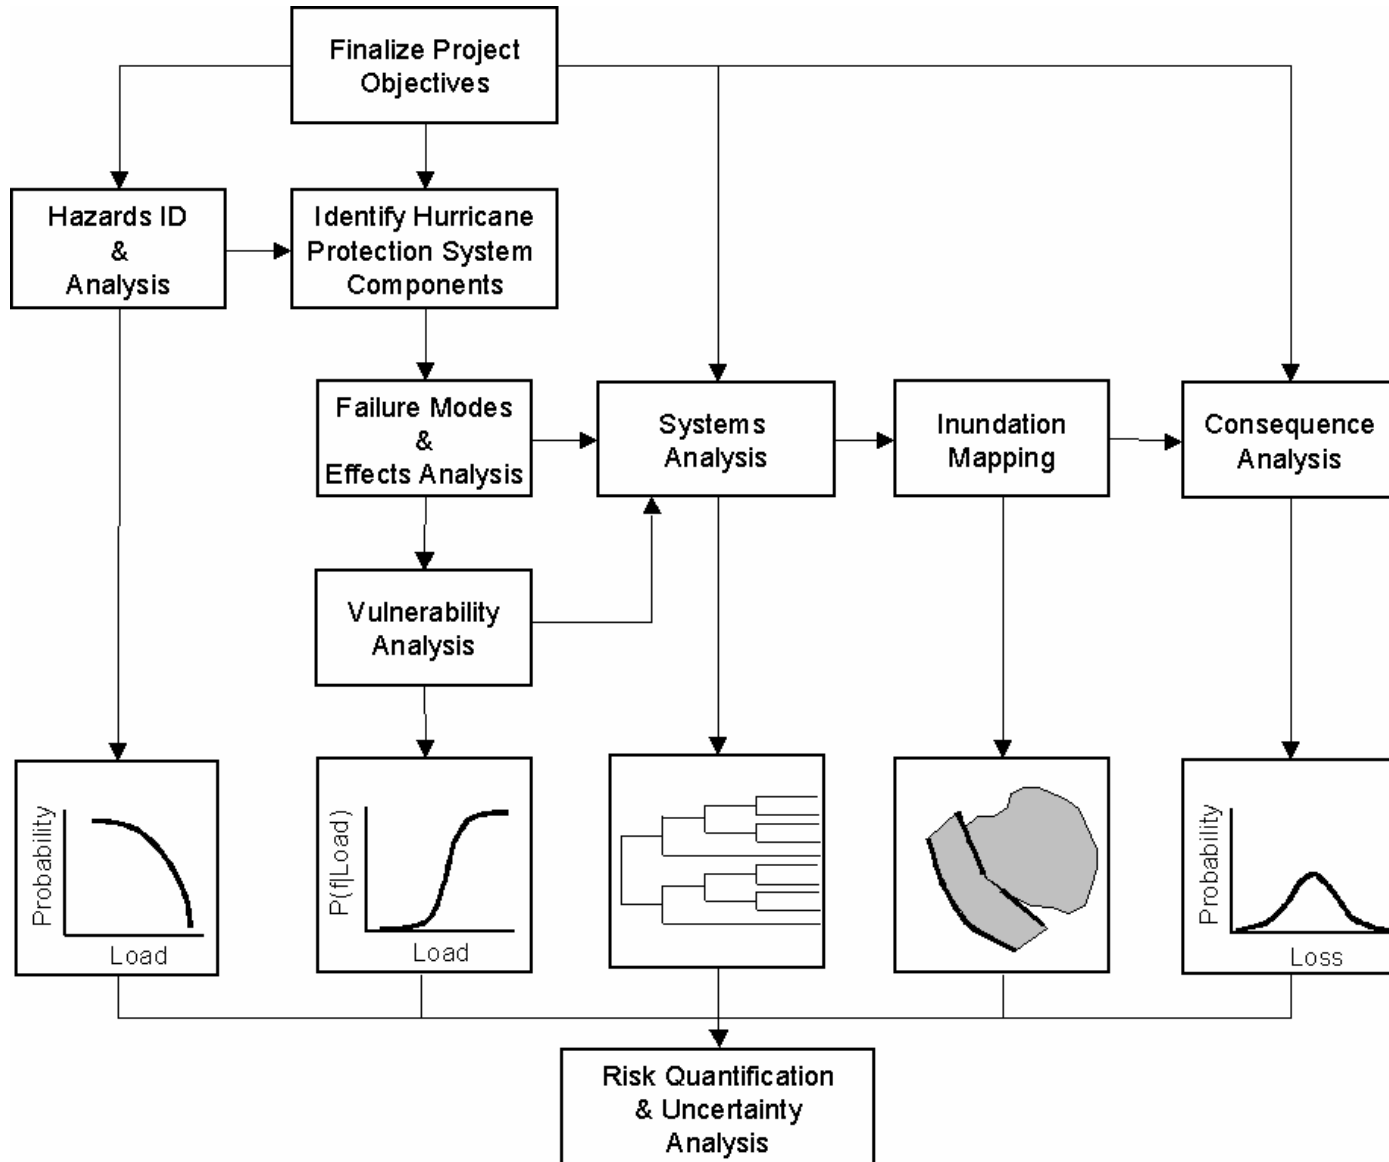 Finalize Project
Objectives
Hazards ID
&
Analysis
Identify Hurricane
Protection System
Components
Failure Modes
&
Effects Analysis
Systems
Analysis
Inundation
Mapping
Consequence
Analysis
Vulnerability
Analysis
Probability
Load
P(f|Load)
Load
Probability
Loss
Risk Quantification
& Uncertainty
Analysis